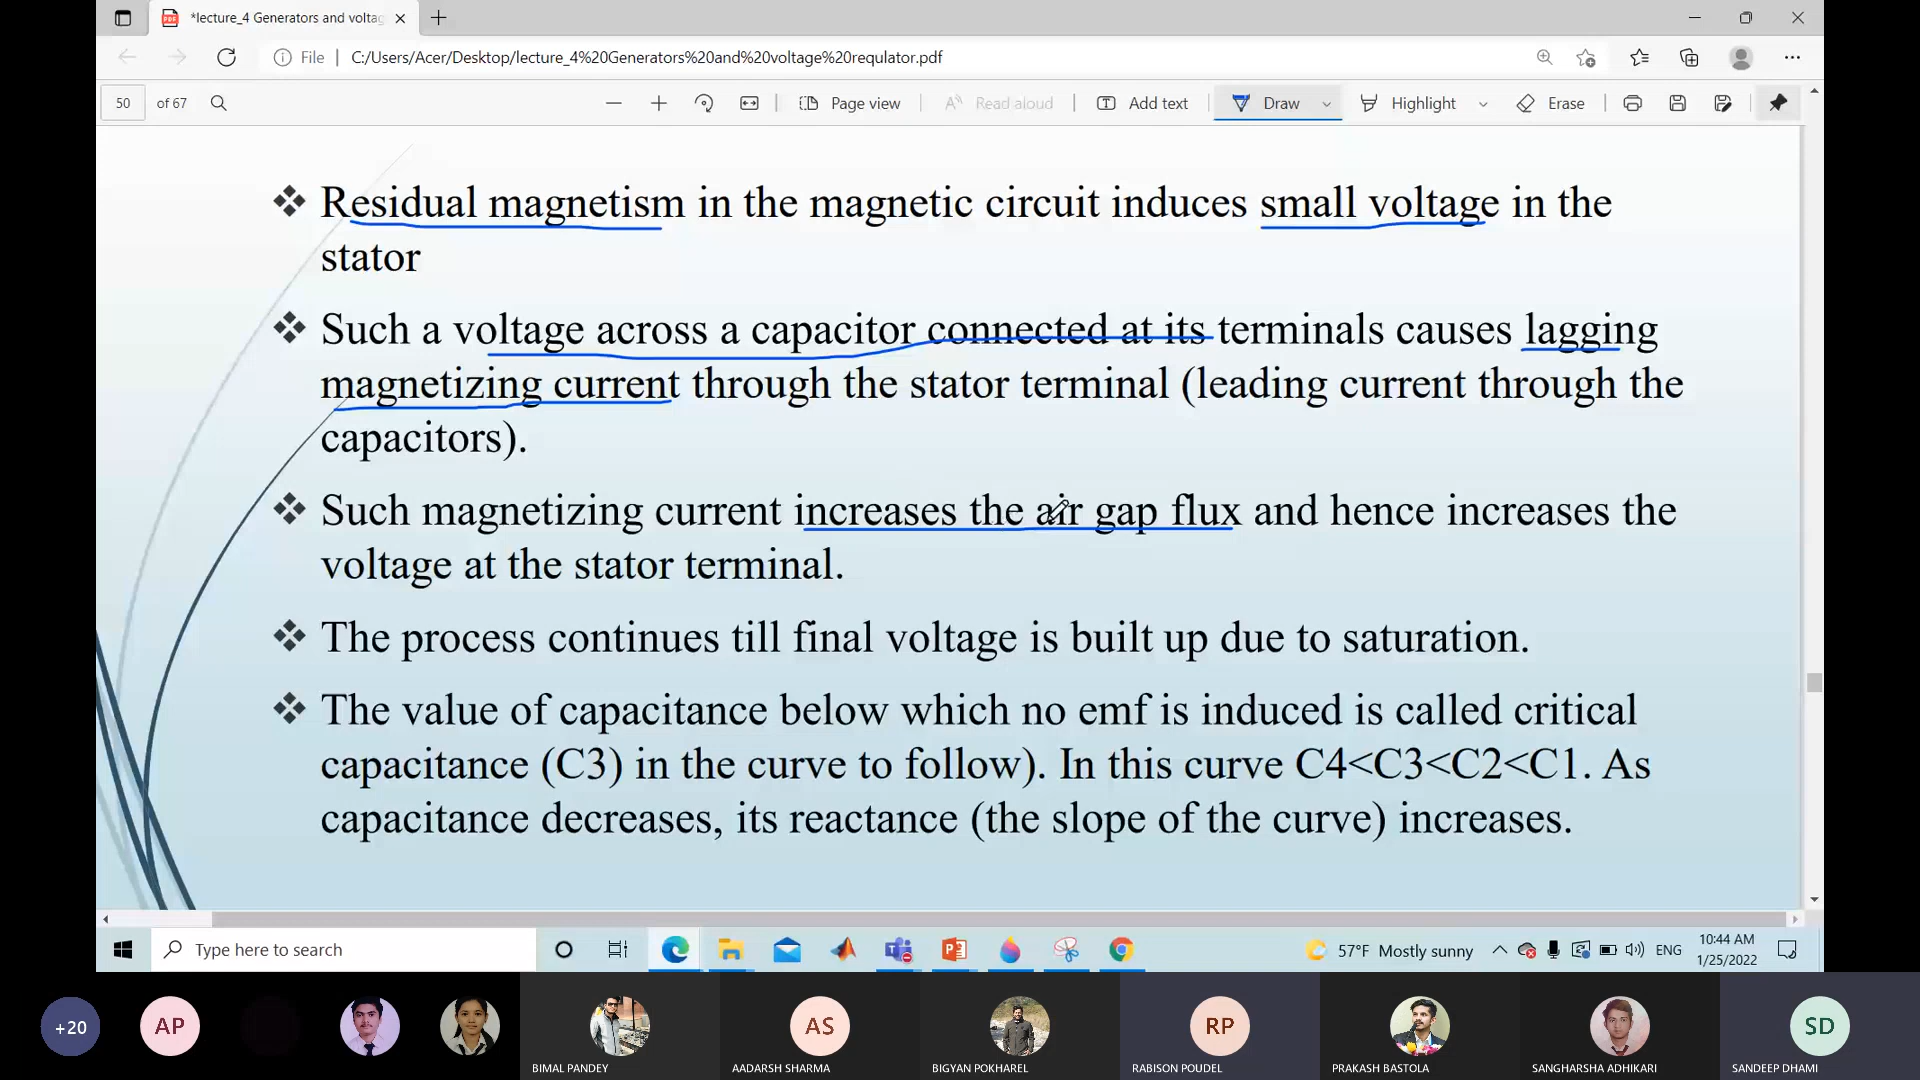 *lecture_4 Generators and volta
File C:/Users/Acer/Desktop/lecture_4%20Generators%20and%20voltage%20requlator.pdf
50 of 67 Page view Read aloud Add text Draw Highlight Erase
Residual magnetism in the magnetic circuit induces small voltage in the
stator
Such a voltage across a capacitor connected at its terminals causes lagging
magnetizing current through the stator terminal (leading current through the
capacitors).
Such magnetizing current increases the air gap flux and hence increases the
voltage at the stator terminal.
The process continues till final voltage is built up due to saturation.
The value of capacitance below which no emf is induced is called critical
capacitance (C3) in the curve to follow). In this curve C4<C3<C2<C1. As
capacitance decreases, its reactance (the slope of the curve) increases.
Type here to search 57°F Mostly sunny ENG 10:44 AM
1/25/2022
+20 AP AS RP SD
BIMAL PANDEY AADARSH SHARMA BIGYAN POKHAREL RABISON POUDEL PRAKASH BASTOLA SANGHARSHA ADHIKARI SANDEEP DHAMI